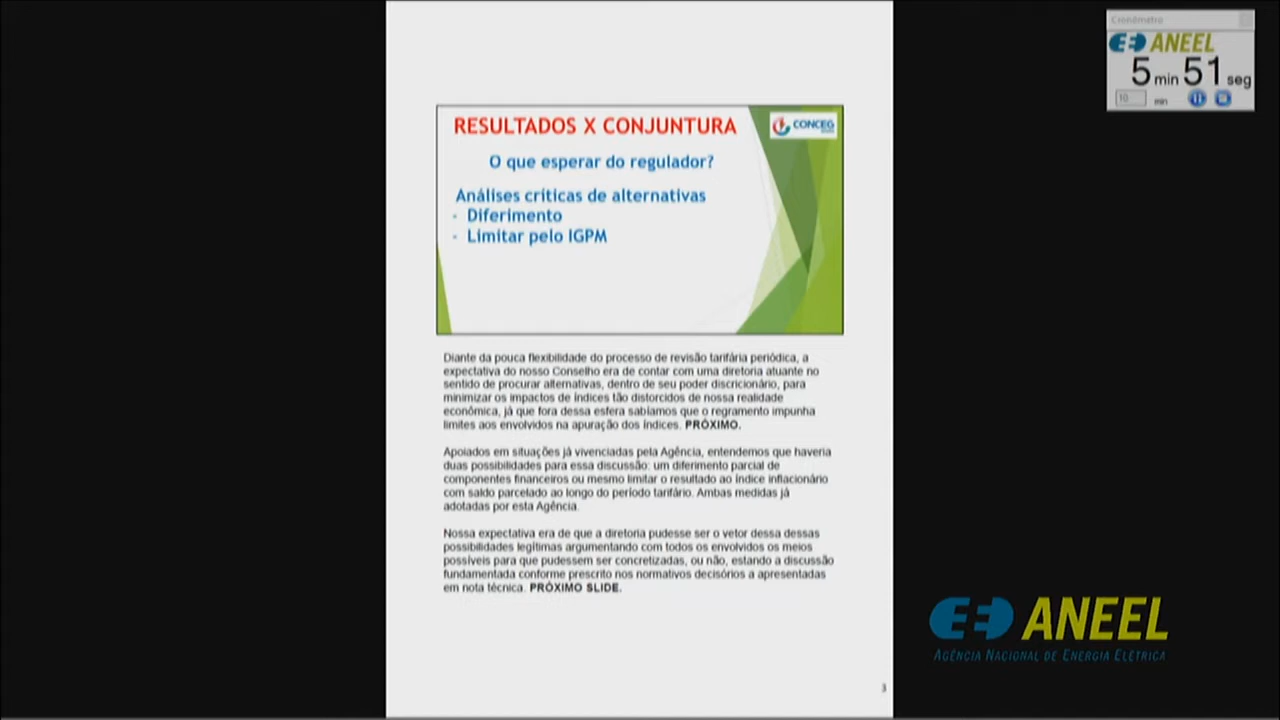 Cronômetro
ANEEL
5 min 51 seg
10 min
RESULTADOS X CONJUNTURA
CONCEG
O que esperar do regulador?
Análises críticas de alternativas
- Diferimento
- Limitar pelo IGPM
Diante da pouca flexibilidade do processo de revisão tarifária periódica, a
expectativa do nosso Conselho era de contar com uma diretoria atuante no
sentido de procurar alternativas, dentro de seu poder discricionário, para
minimizar os impactos de índices tão distorcidos de nossa realidade
econômica, já que fora dessa esfera sabíamos que o regramento impunha
limites aos envolvidos na apuração dos índices. PRÓXIMO.
Apoiados em situações já vivenciadas pela Agência, entendemos que haveria
duas possibilidades para essa discussão: um diferimento parcial de
componentes financeiros ou mesmo limitar o resultado ao índice inflacionário
com saldo parcelado ao longo do período tarifário. Ambas medidas já
adotadas por esta Agência.
Nossa expectativa era de que a diretoria pudesse ser o vetor dessa dessas
possibilidades legítimas argumentando com todos os envolvidos os meios
possíveis para que pudessem ser concretizadas, ou não, estando a discussão
fundamentada conforme prescrito nos normativos decisórios a apresentadas
em nota técnica. PRÓXIMO SLIDE.
ANEEL
AGÊNCIA NACIONAL DE ENERGIA ELÉTRICA
3